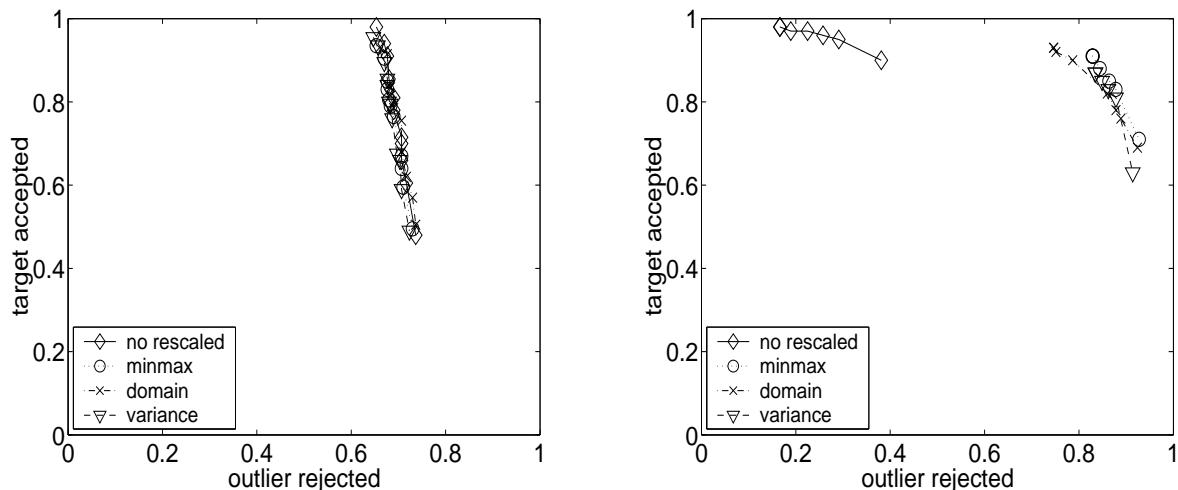 1
0.8
0.6
0.4
0.2
0
target accepted
no rescaled
minmax
domain
variance
0 0.2 0.4 0.6 0.8 1
outlier rejected
1
0.8
0.6
0.4
0.2
0
target accepted
no rescaled
minmax
domain
variance
0 0.2 0.4 0.6 0.8 1
outlier rejected